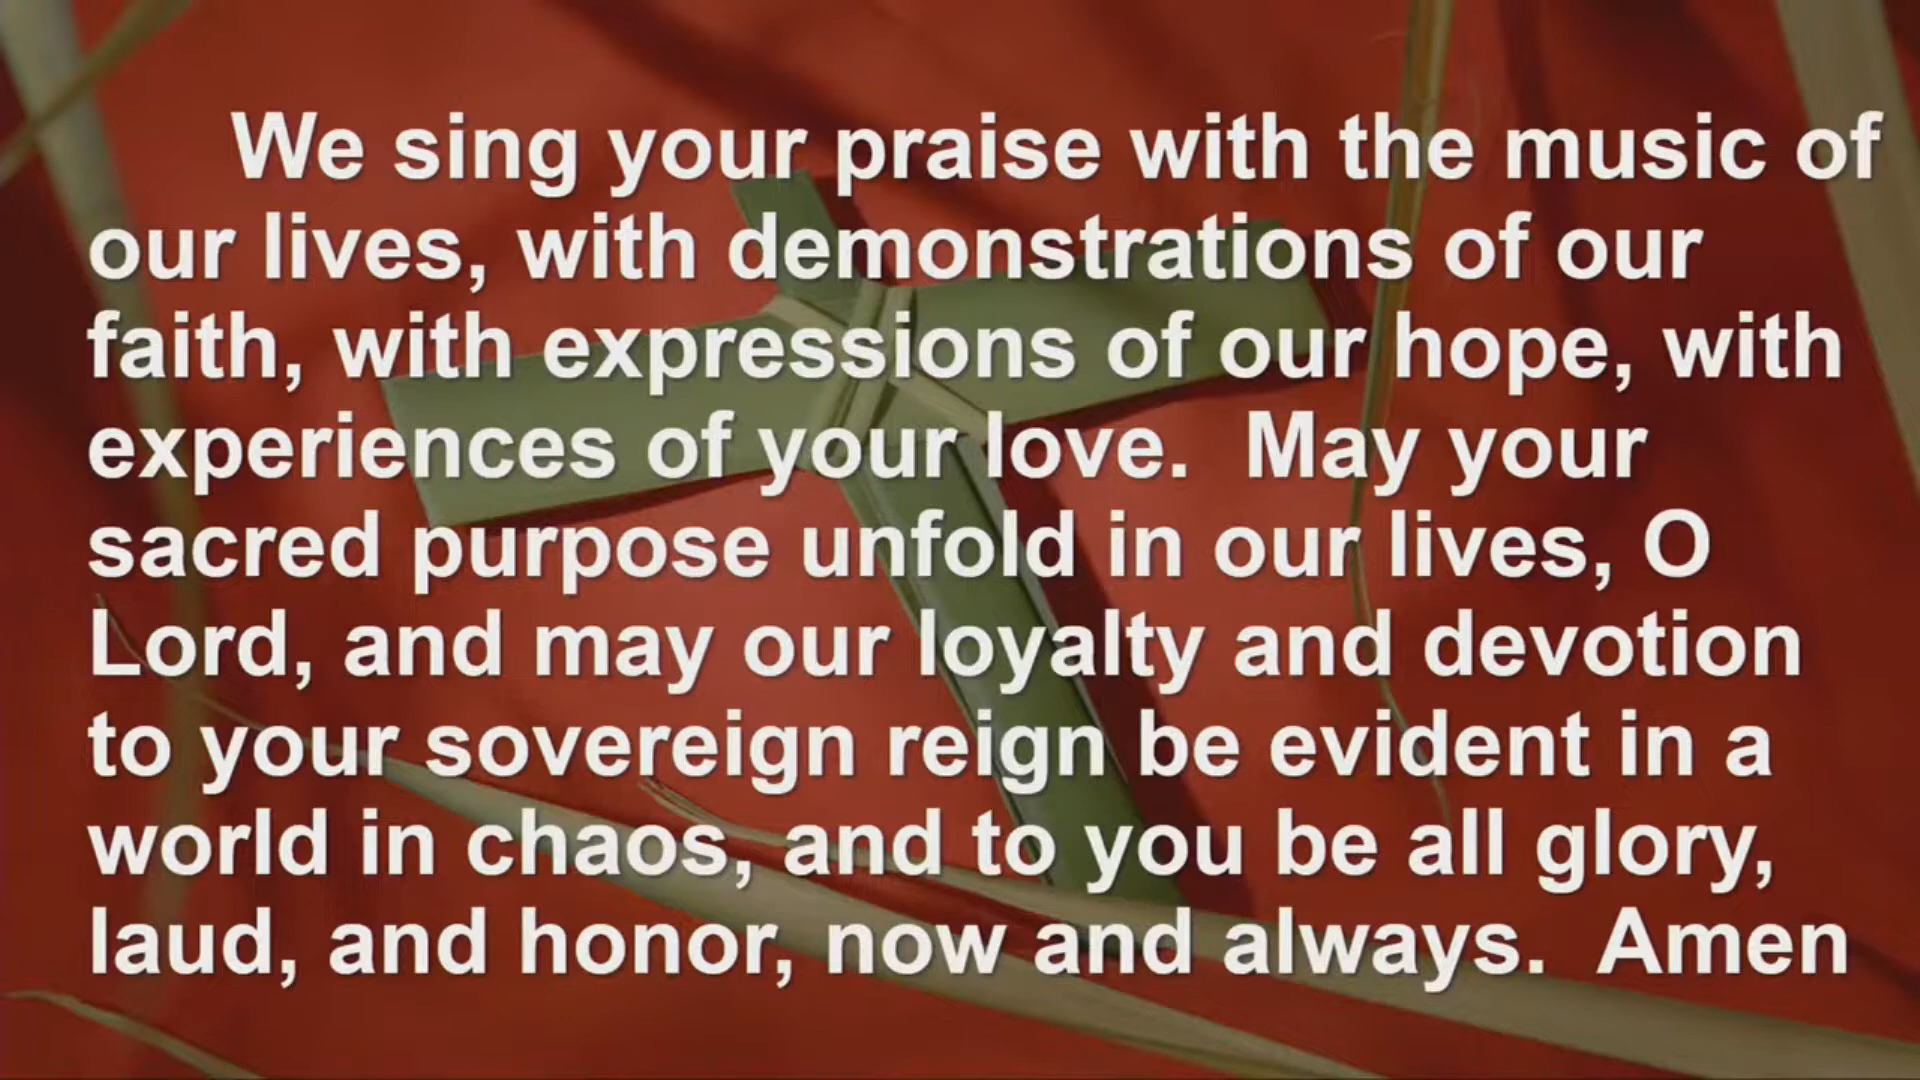 We sing your praise with the music of
our lives, with demonstrations of our
faith, with expressions of our hope, with
experiences of your love.  May your
sacred purpose unfold in our lives, O
Lord, and may our loyalty and devotion
to your sovereign reign be evident in a
world in chaos, and to you be all glory,
laud, and honor, now and always.  Amen